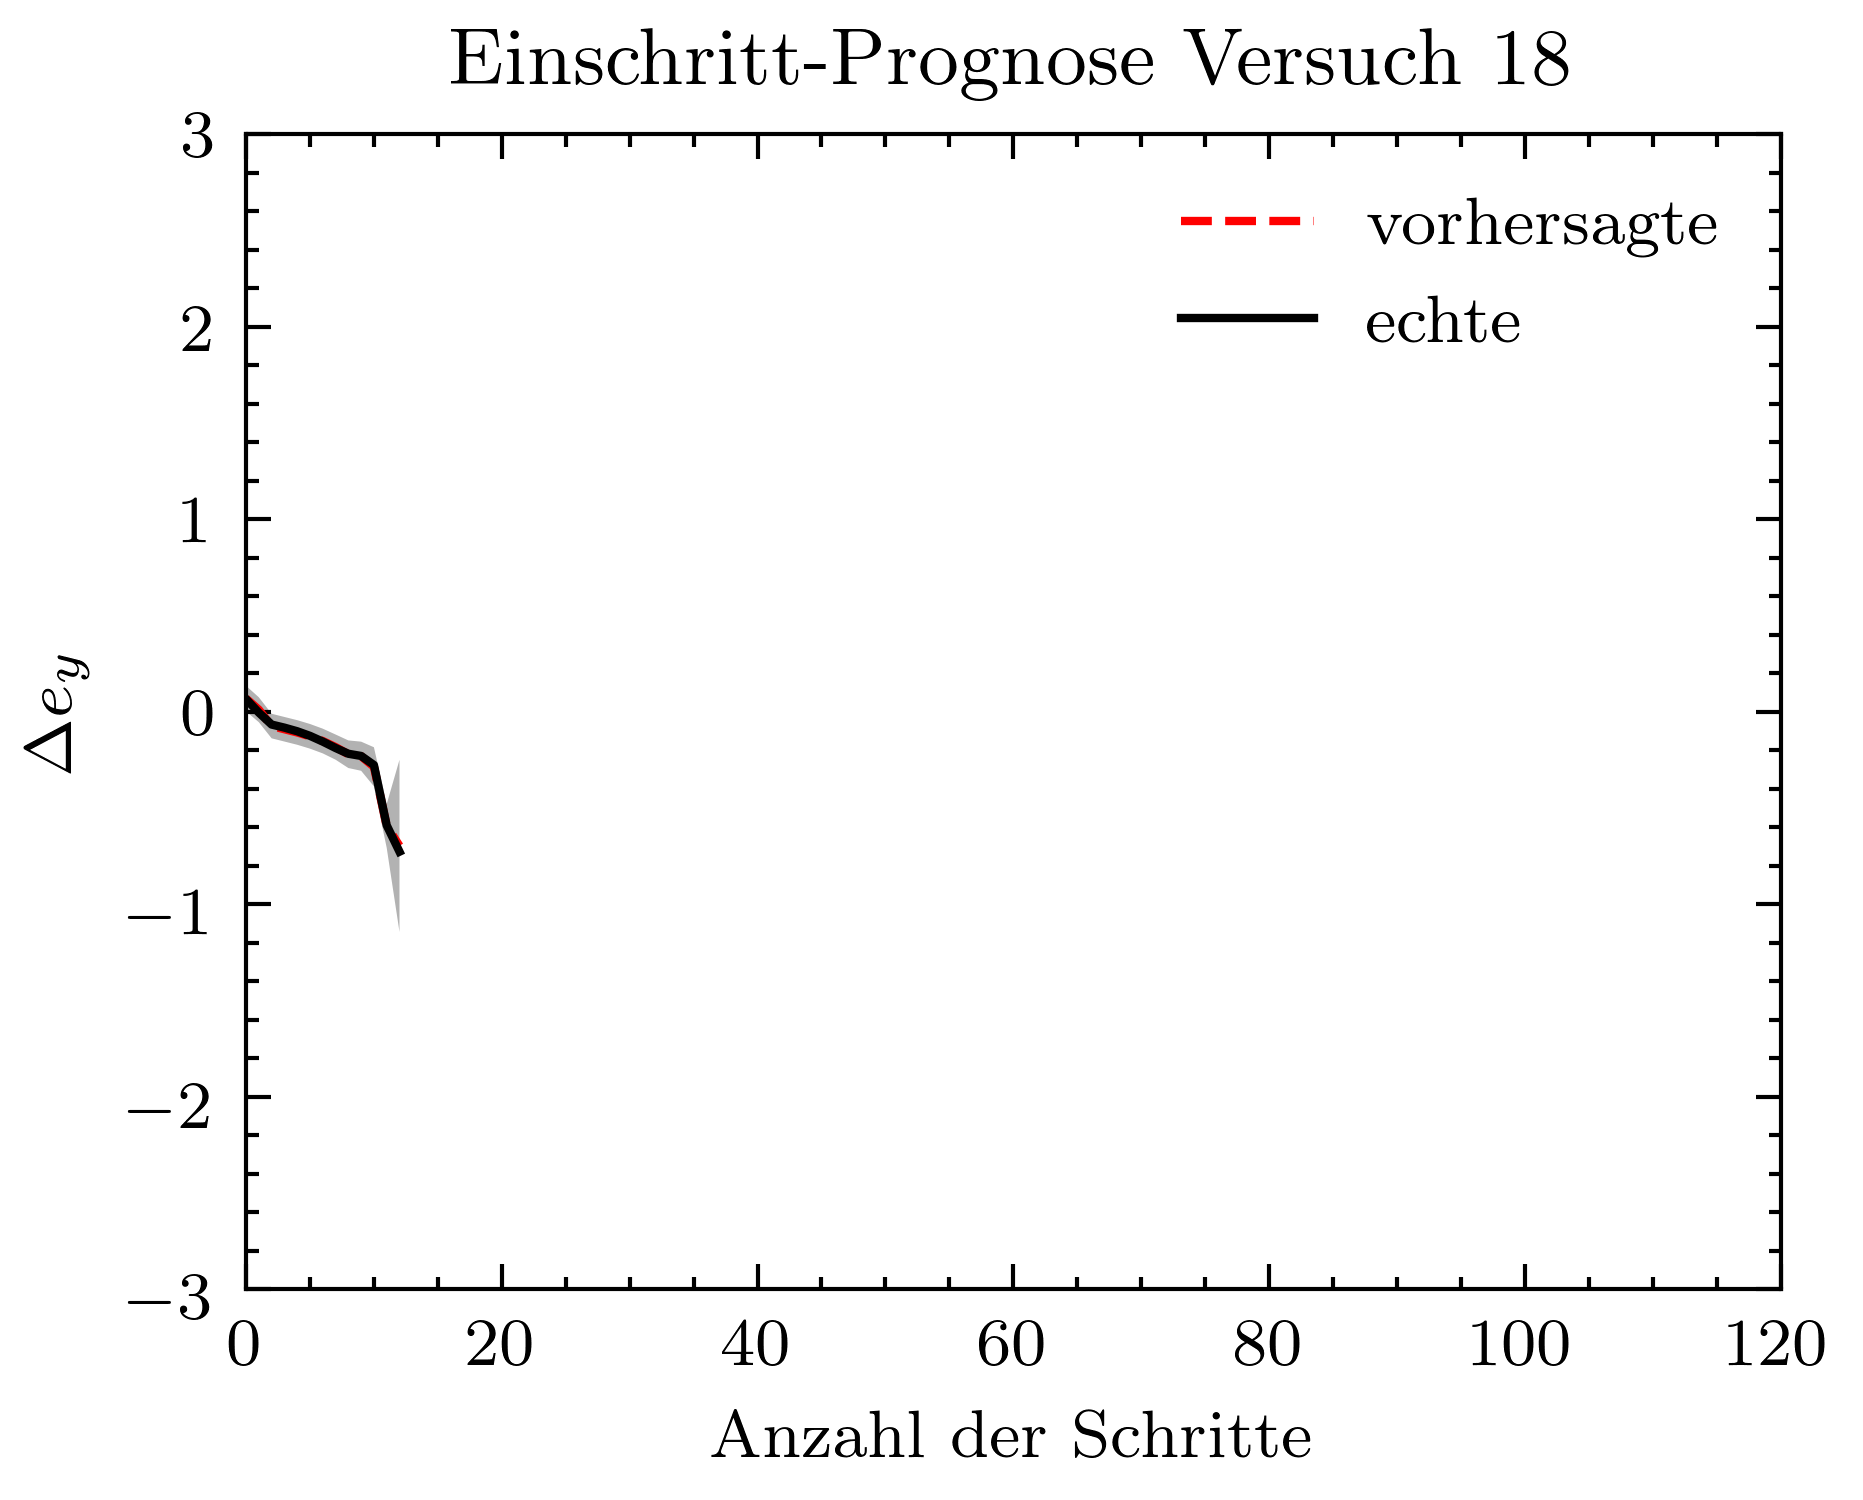 Einschritt-Prognose Versuch 18
3
2
1
0
−1
−2
−3
Δe_y
vorhersagte
echte
0 20 40 60 80 100 120
Anzahl der Schritte